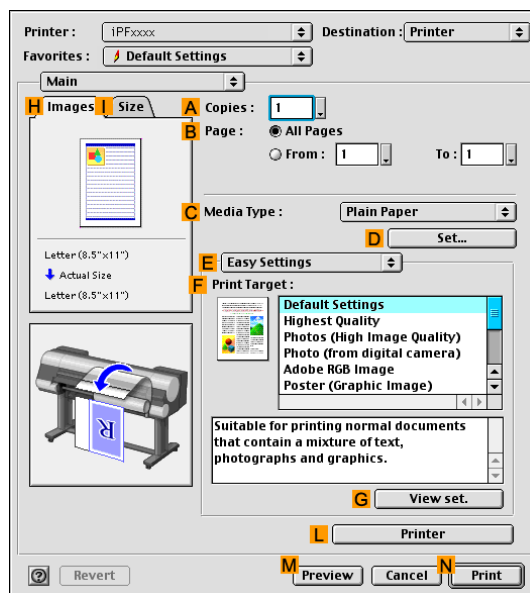 Printer : iPFxxxx Destination : Printer
Favorites : Default Settings
Main
H Images I Size
A Copies : 1
B Page : All Pages
From : 1 To : 1
C Media Type : Plain Paper
D Set...
Letter (8.5"x11")
Actual Size
Letter (8.5"x11")
E Easy Settings
F Print Target :
Default Settings
Highest Quality
Photos (High Image Quality)
Photo (from digital camera)
Adobe RGB Image
Poster (Graphic Image)
R
Suitable for printing normal documents
that contain a mixture of text,
photographs and graphics.
G View set.
L Printer
? Revert M Preview Cancel N Print